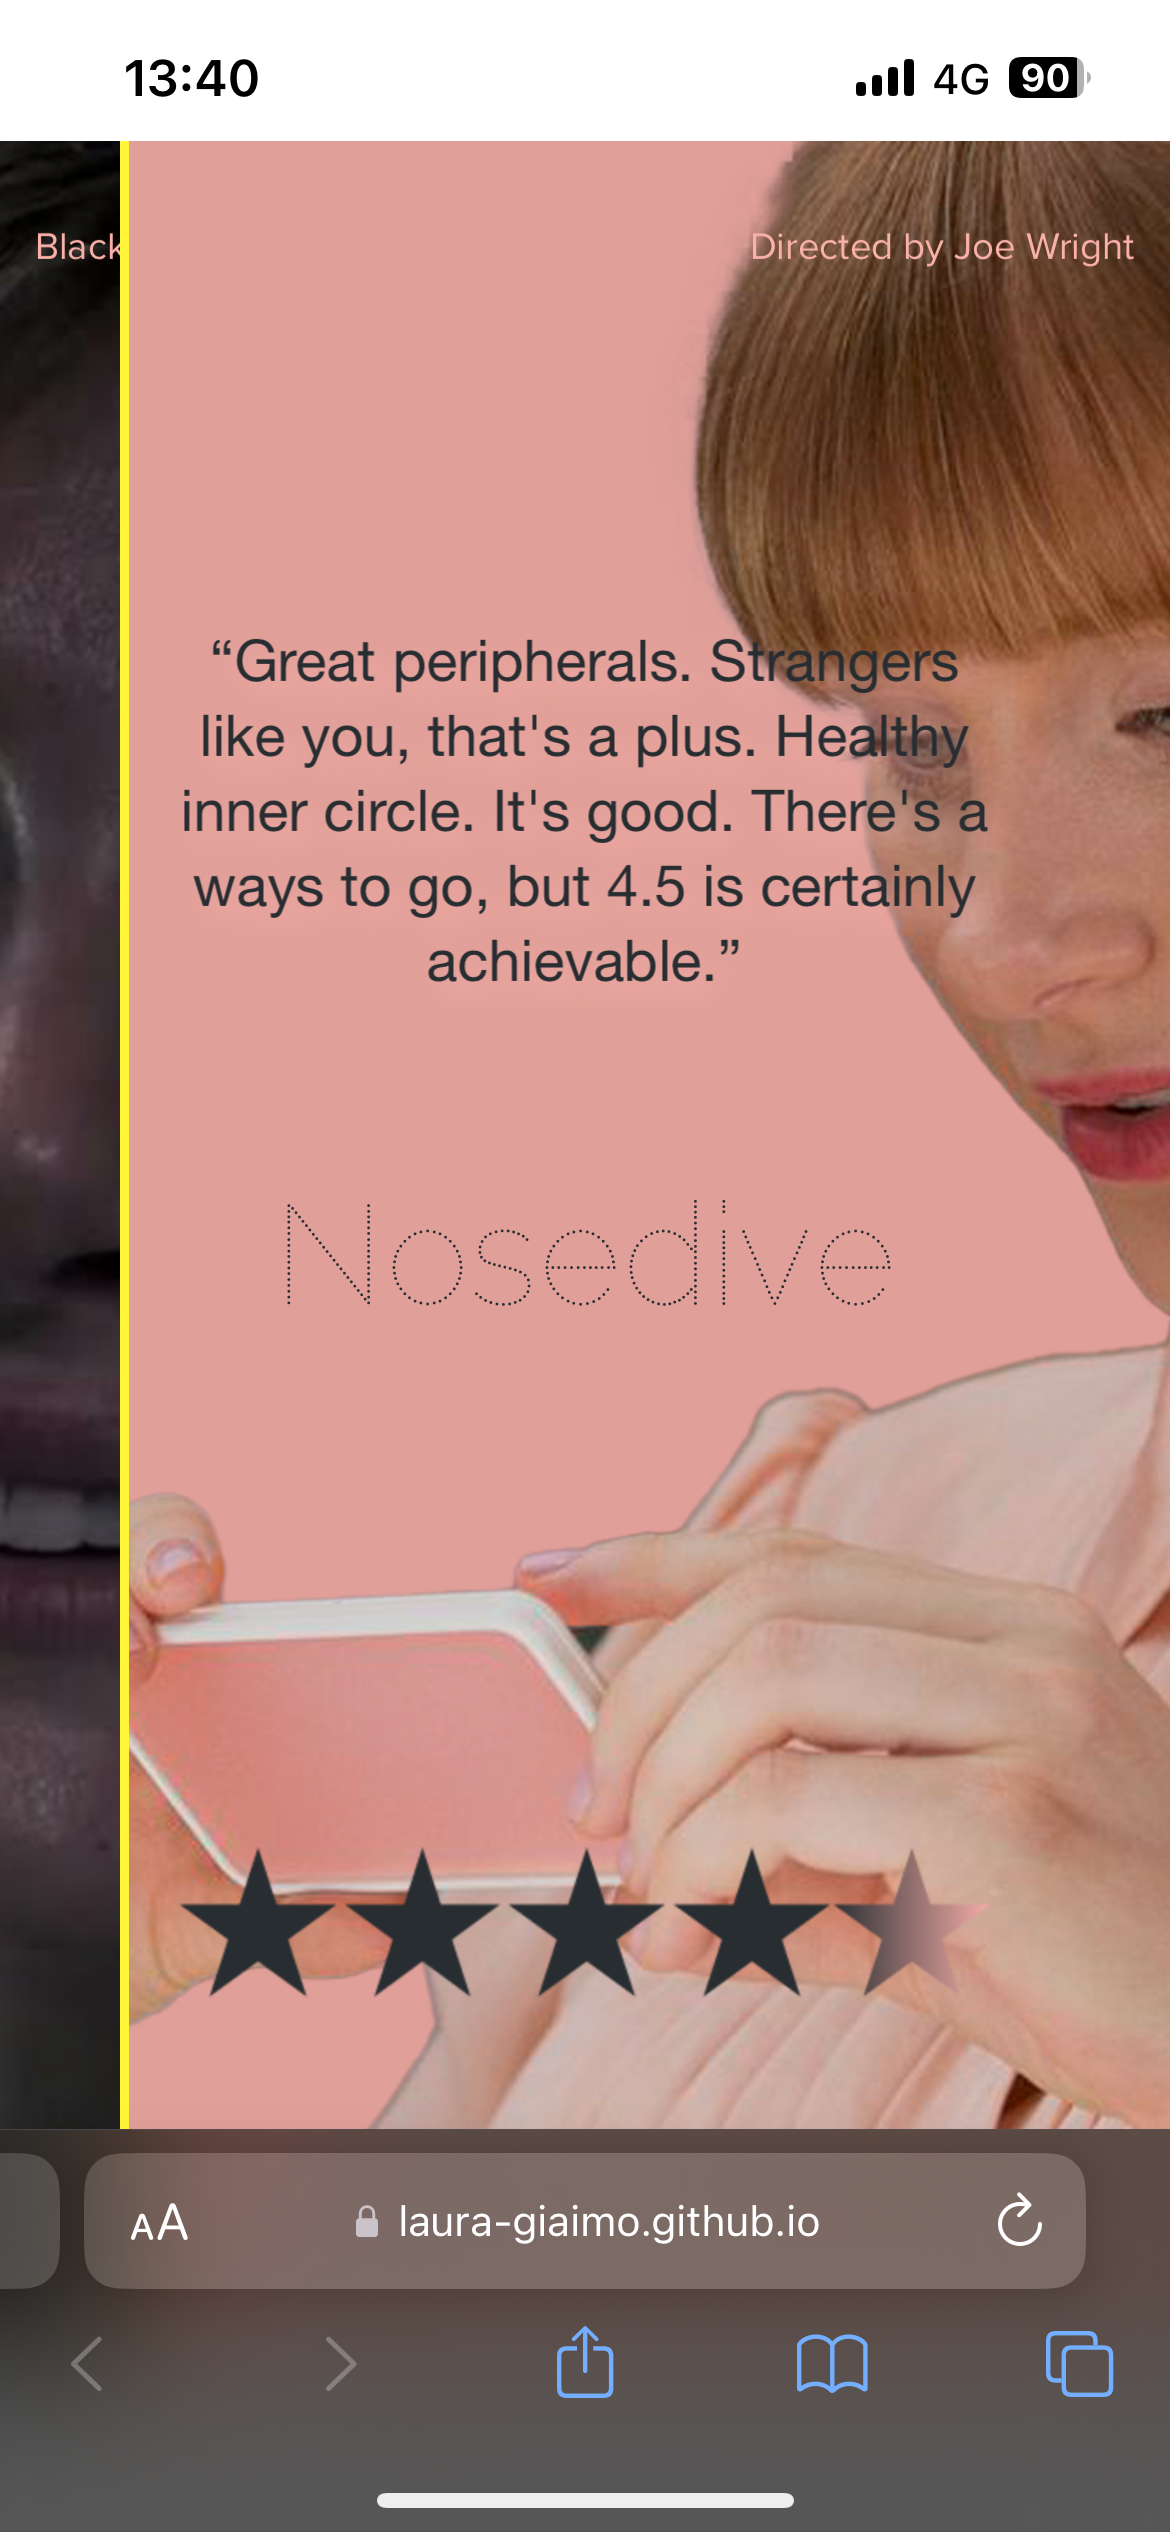 13:40
4G 90
Black
Directed by Joe Wright
“Great peripherals. Strangers
like you, that's a plus. Healthy
inner circle. It's good. There's a
ways to go, but 4.5 is certainly
achievable.”
Nosedive
AA laura-giaimo.github.io